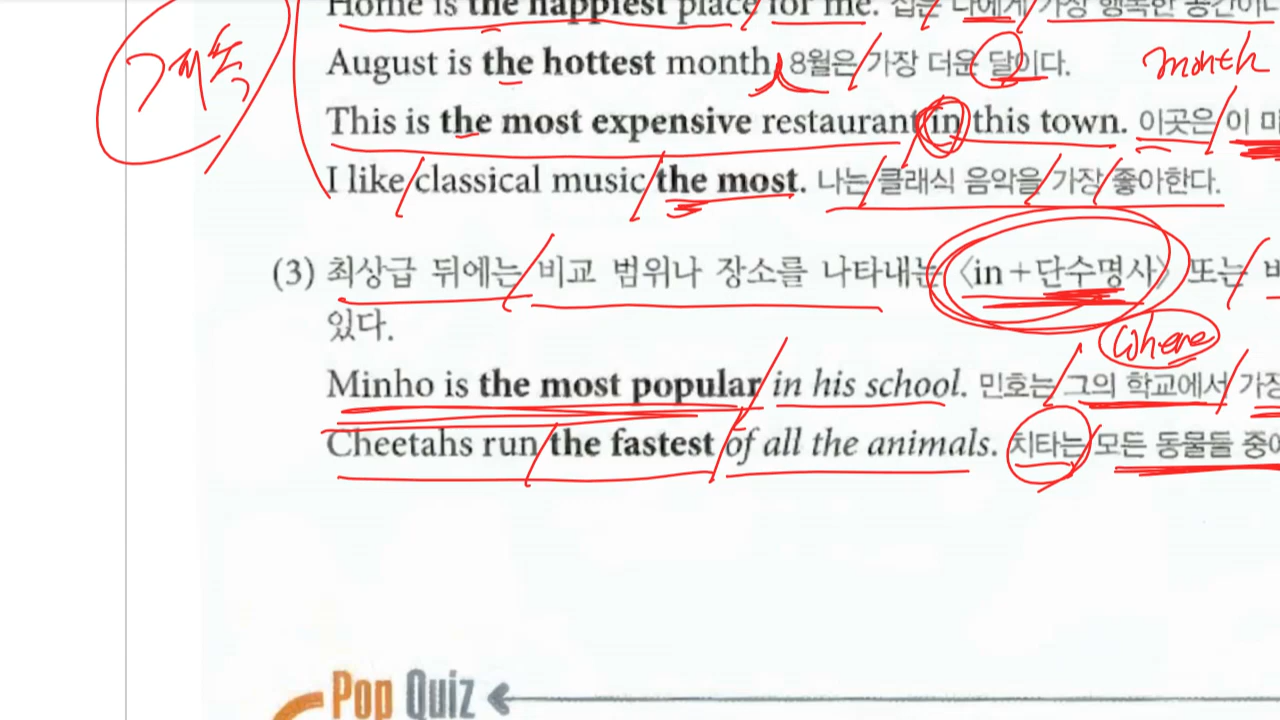 Home is the happiest place for me. 집은 나에게 가장 행복한 공간이다
August is the hottest month. 8월은 가장 더운 달이다.
month
This is the most expensive restaurant in this town. 이곳은 이 마
I like classical music the most. 나는 클래식 음악을 가장 좋아한다.
(3) 최상급 뒤에는 비교 범위나 장소를 나타내는 〈in+단수명사〉 또는
있다.
where
Minho is the most popular in his school. 민호는 그의 학교에서 가장
Cheetahs run the fastest of all the animals. 치타는 모든 동물들 중에
Pop Quiz